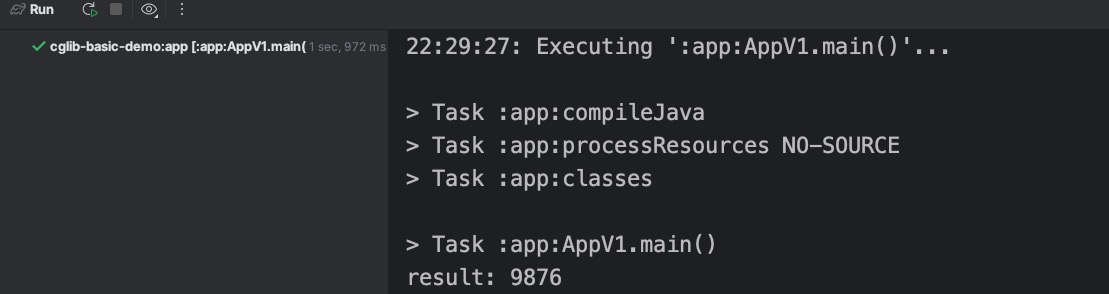 Run
cglib-basic-demo:app [:app:AppV1.main( 1 sec, 972 ms
22:29:27: Executing ':app:AppV1.main()'...
> Task :app:compileJava
> Task :app:processResources NO-SOURCE
> Task :app:classes
> Task :app:AppV1.main()
result: 9876